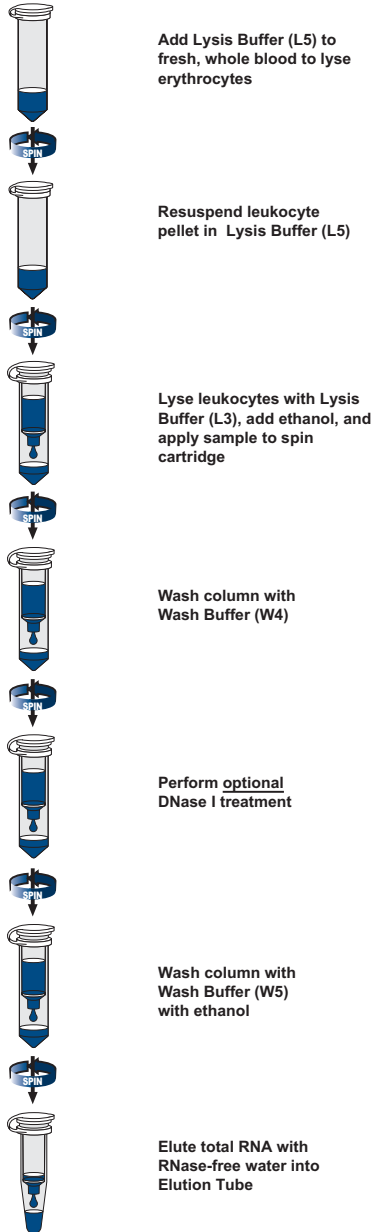 Add Lysis Buffer (L5) to
fresh, whole blood to lyse
erythrocytes
SPIN
Resuspend leukocyte
pellet in Lysis Buffer (L5)
SPIN
Lyse leukocytes with Lysis
Buffer (L3), add ethanol, and
apply sample to spin
cartridge
SPIN
Wash column with
Wash Buffer (W4)
SPIN
Perform optional
DNase I treatment
SPIN
Wash column with
Wash Buffer (W5)
with ethanol
SPIN
Elute total RNA with
RNase-free water into
Elution Tube